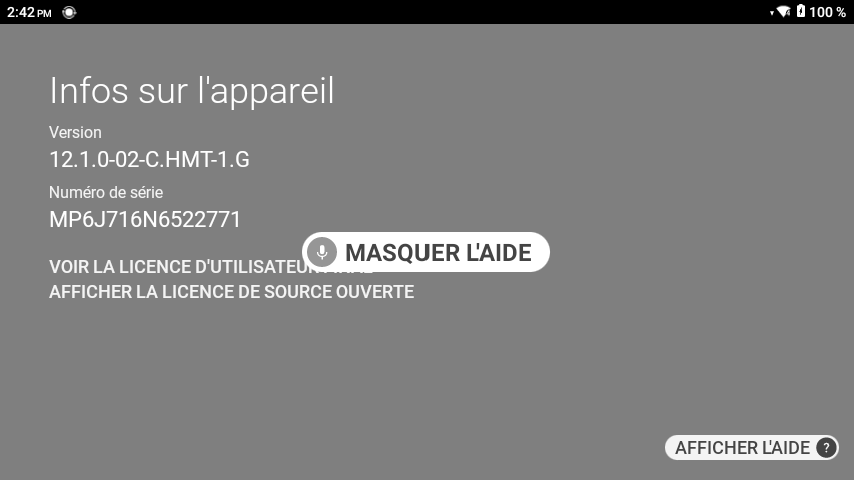 2:42 PM
100 %
Infos sur l'appareil
Version
12.1.0-02-C.HMT-1.G
Numéro de série
MP6J716N6522771
MASQUER L'AIDE
VOIR LA LICENCE D'UTILISATEUR
AFFICHER LA LICENCE DE SOURCE OUVERTE
AFFICHER L'AIDE ?